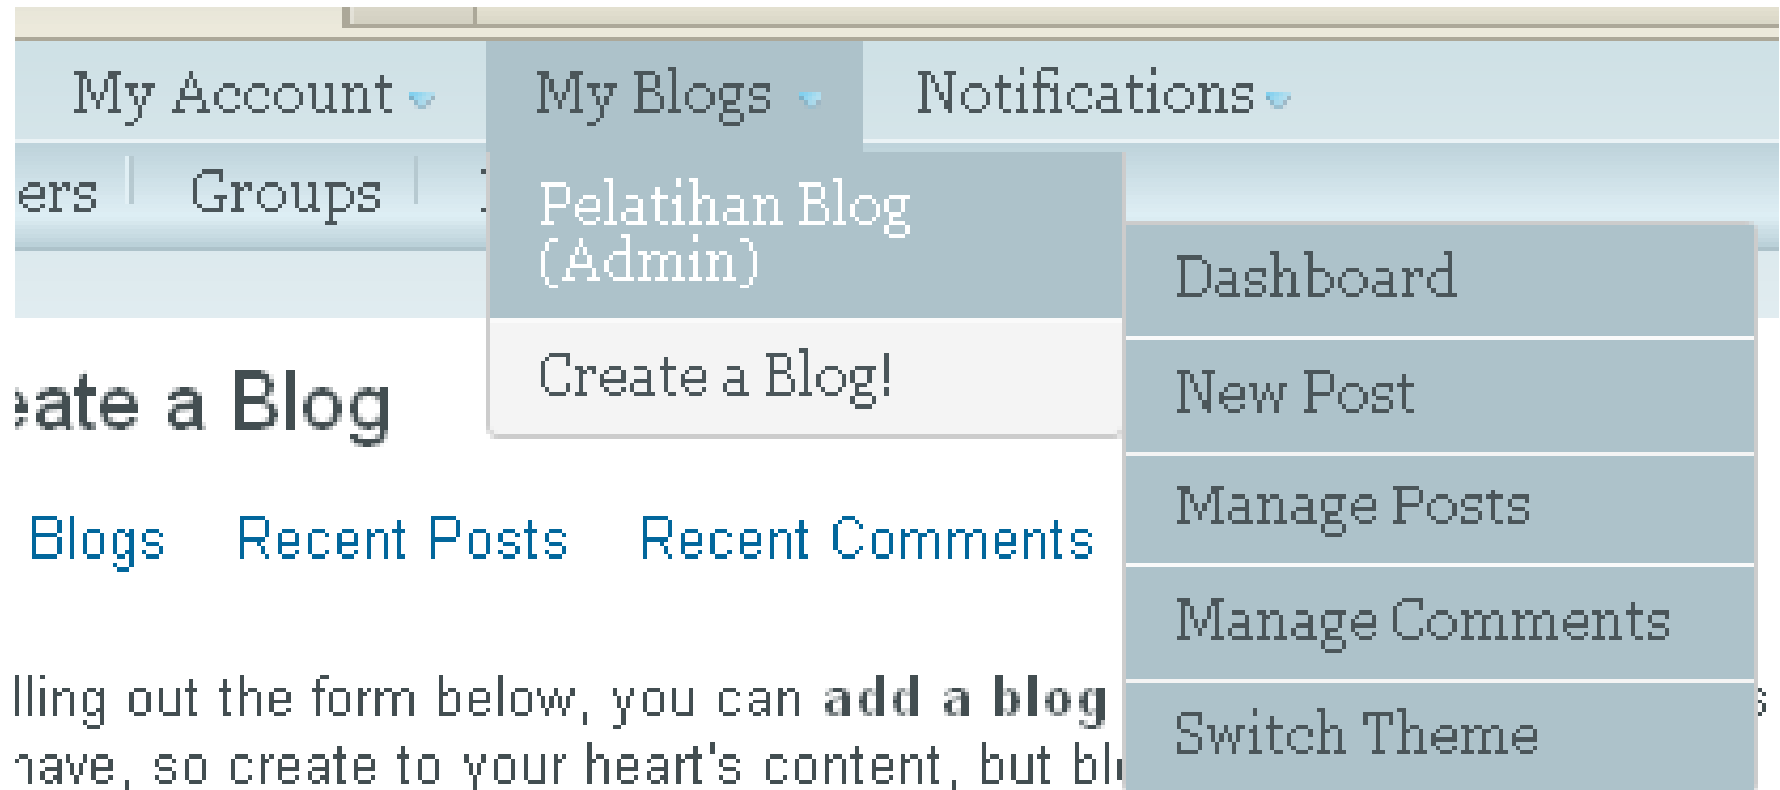 My Account My Blogs Notifications
ers Groups
Pelatihan Blog
(Admin)
Create a Blog!
Dashboard
New Post
Manage Posts
Manage Comments
Switch Theme
eate a Blog
Blogs Recent Posts Recent Comments
lling out the form below, you can add a blog
have, so create to your heart's content, but